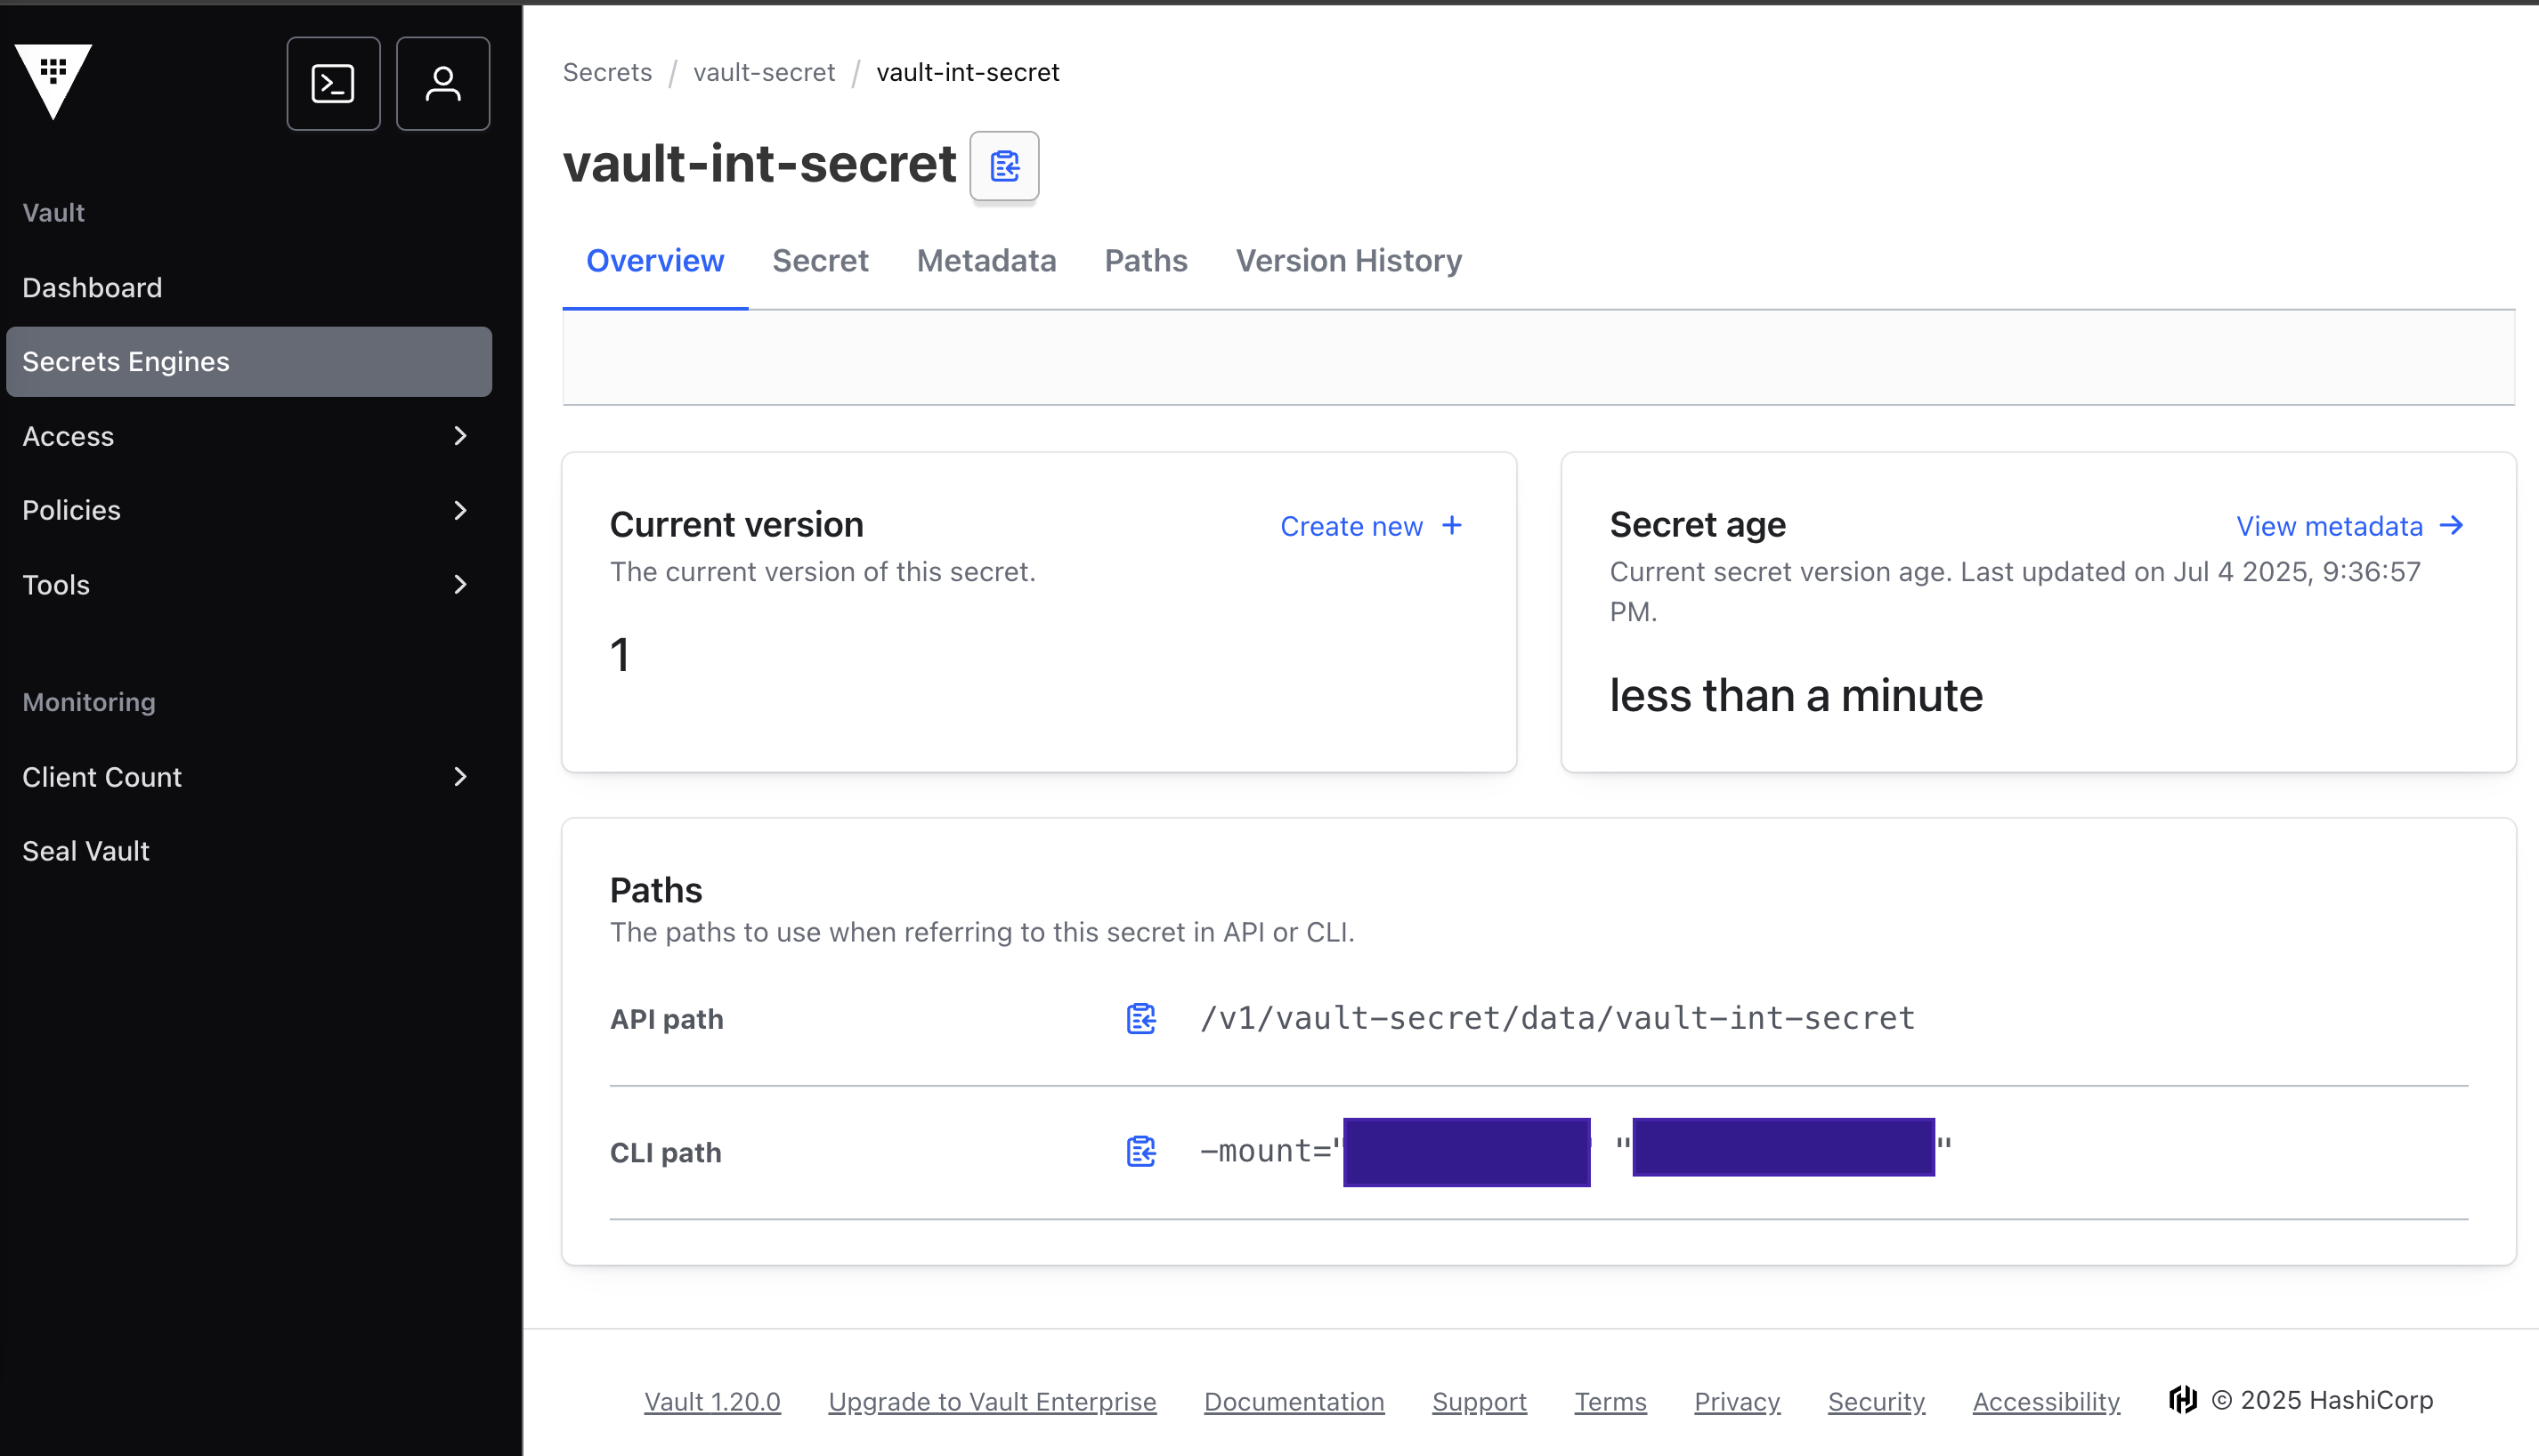 Secrets / vault-secret / vault-int-secret
vault-int-secret
Vault
Dashboard
Secrets Engines
Access
Policies
Tools
Monitoring
Client Count
Seal Vault
Overview Secret Metadata Paths Version History
Current version
Create new +
The current version of this secret.
1
Secret age
View metadata →
Current secret version age. Last updated on Jul 4 2025, 9:36:57
PM.
less than a minute
Paths
The paths to use when referring to this secret in API or CLI.
API path /v1/vault-secret/data/vault-int-secret
CLI path -mount=" " " "
Vault 1.20.0 Upgrade to Vault Enterprise Documentation Support Terms Privacy Security Accessibility © 2025 HashiCorp